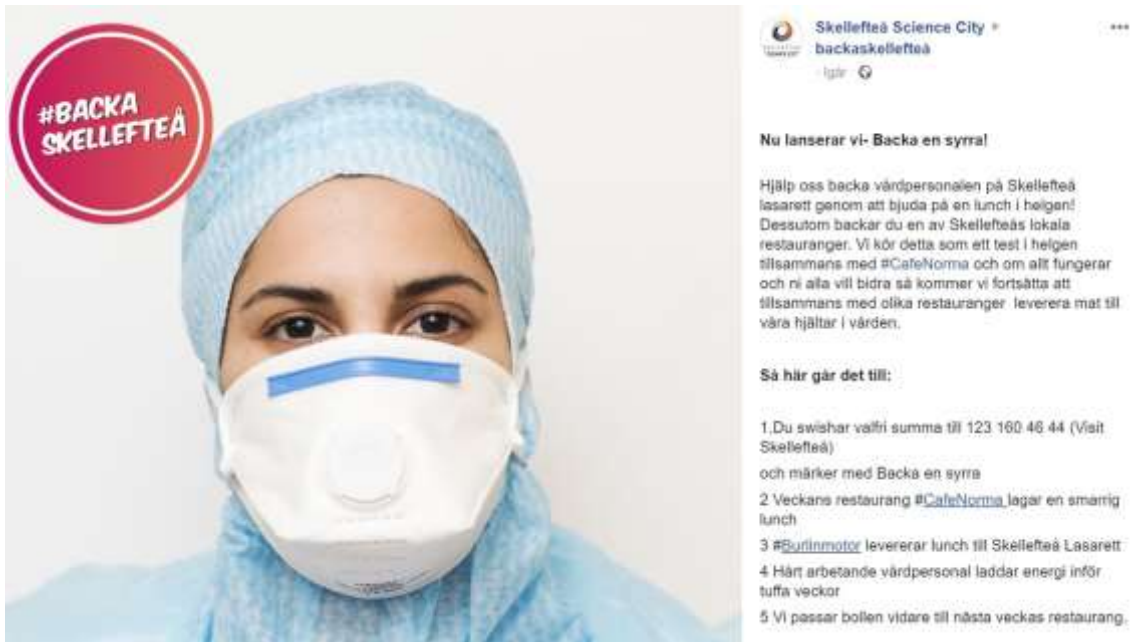 #BACKA
SKELLEFTEÅ
Skellefteå Science City
backaskellefteå
Igår
Nu lanserar vi- Backa en syrra!
Hjälp oss backa vårdpersonalen på Skellefteå
lasarett genom att bjuda på en lunch i helgen!
Dessutom backar du en av Skellefteås lokala
restauranger. Vi kör detta som ett test i helgen
tillsammans med #CafeNorma och om allt fungerar
och ni alla vill bidra så kommer vi fortsätta att
tillsammans med olika restauranger leverera mat till
våra hjältar i vården.
Så här går det till:
1.Du swishar valfri summa till 123 160 46 44 (Visit
Skellefteå)
och märker med Backa en syrra
2 Veckans restaurang #CafeNorma lagar en smarrig
lunch
3 #Burlinmotor levererar lunch till Skellefteå Lasarett
4 Hårt arbetande vårdpersonal laddar energi inför
tuffa veckor
5 Vi passar bollen vidare till nästa veckas restaurang.